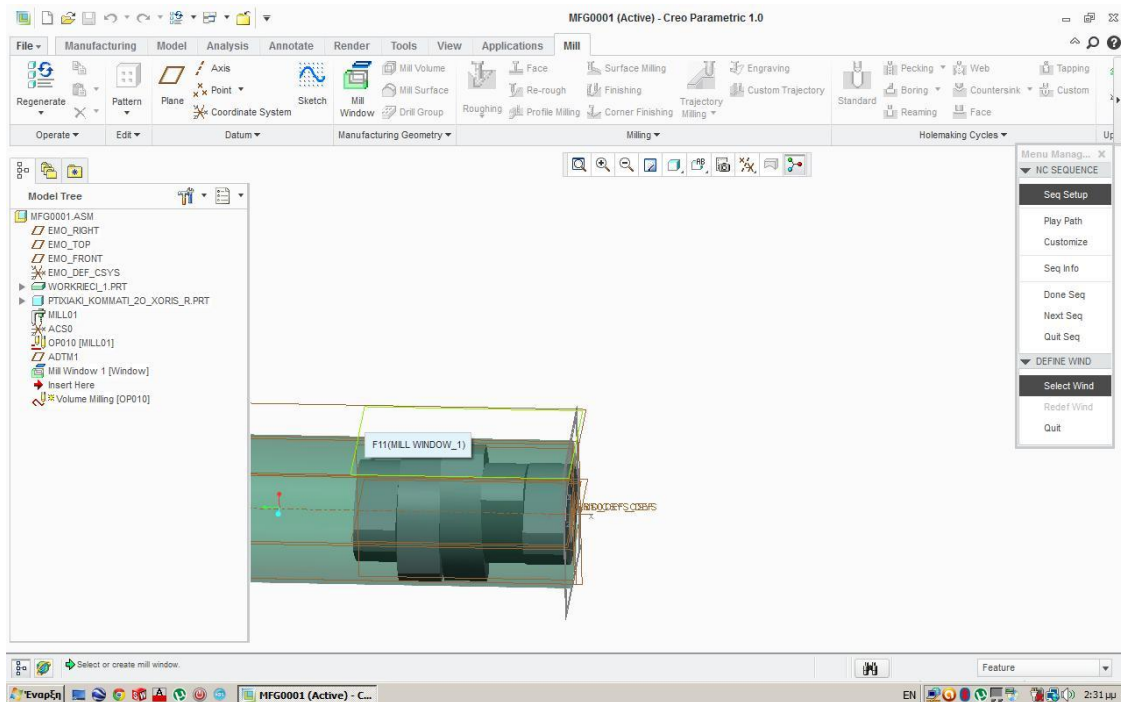 MFG0001 (Active) - Creo Parametric 1.0
File Manufacturing Model Analysis Annotate Render Tools View Applications Mill
Regenerate
Pattern
Plane
Axis
Point
Coordinate System
Sketch
Mill Window
Mill Volume
Mill Surface
Drill Group
Roughing
Face
Re-rough
Profile Milling
Surface Milling
Finishing
Corner Finishing
Trajectory Milling
Engraving
Custom Trajectory
Standard
Pecking
Boring
Reaming
Web
Countersink
Face
Tapping
Custom
Operate Edit Datum Manufacturing Geometry Milling Holemaking Cycles
Menu Manag...
NC SEQUENCE
Seq Setup
Play Path
Customize
Seq Info
Done Seq
Next Seq
Quit Seq
DEFINE WIND
Select Wind
Redef Wind
Quit
Model Tree
MFG0001.ASM
EMO_RIGHT
EMO_TOP
EMO_FRONT
EMO_DEF_CSYS
WORKRIECI_1.PRT
PTIXIAKI_KOMMATI_2O_XORIS_R.PRT
MILL01
ACS0
OP010 [MILL01]
ADTM1
Mill Window 1 [Window]
Insert Here
Volume Milling [OP010]
F11(MILL WINDOW_1)
Select or create mill window.
Feature
Έναρξη
MFG0001 (Active) - C...
EN
2:31 μμ